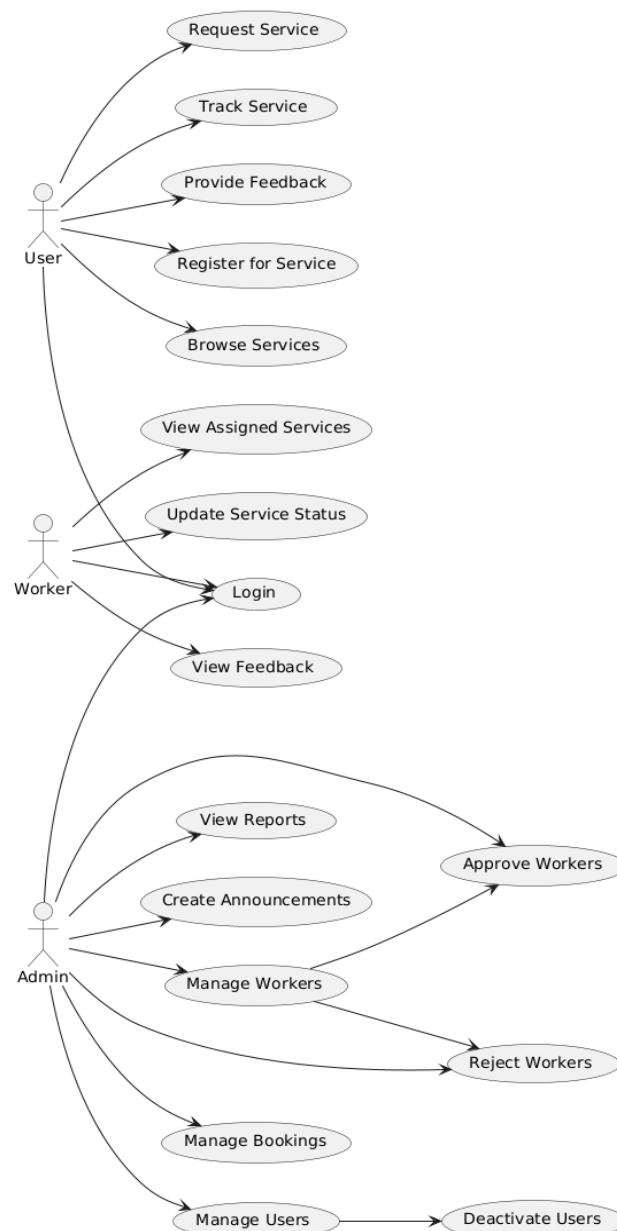 Request Service
Track Service
Provide Feedback
User
Register for Service
Browse Services
View Assigned Services
Update Service Status
Worker
Login
View Feedback
View Reports
Approve Workers
Create Announcements
Admin
Manage Workers
Reject Workers
Manage Bookings
Manage Users
Deactivate Users